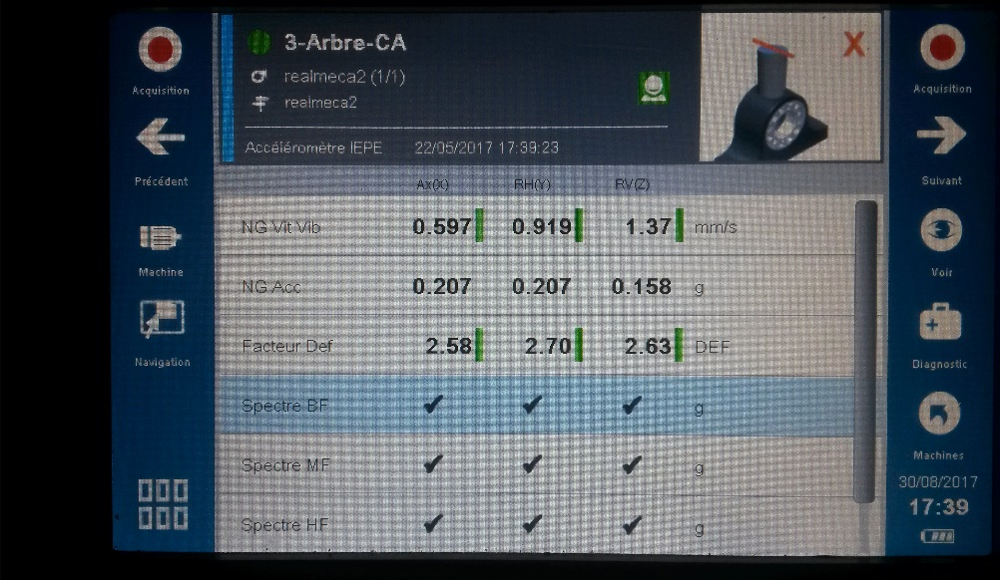 Acquisition
Précédent
Machine
Navigation
3-Arbre-CA
realmeca2 (1/1)
realmeca2
Accéléromètre IEPE 22/05/2017 17:39:23
X
Ax(X) RH(Y) RV(Z)
NG Vit Vib 0.597 0.919 1.37 mm/s
NG Acc 0.207 0.207 0.158 g
Facteur Def 2.58 2.70 2.63 DEF
Spectre BF ✔ ✔ ✔ g
Spectre MF ✔ ✔ ✔ g
Spectre HF ✔ ✔ ✔ g
Acquisition
Suivant
Voir
Diagnostic
Machines
30/08/2017
17:39